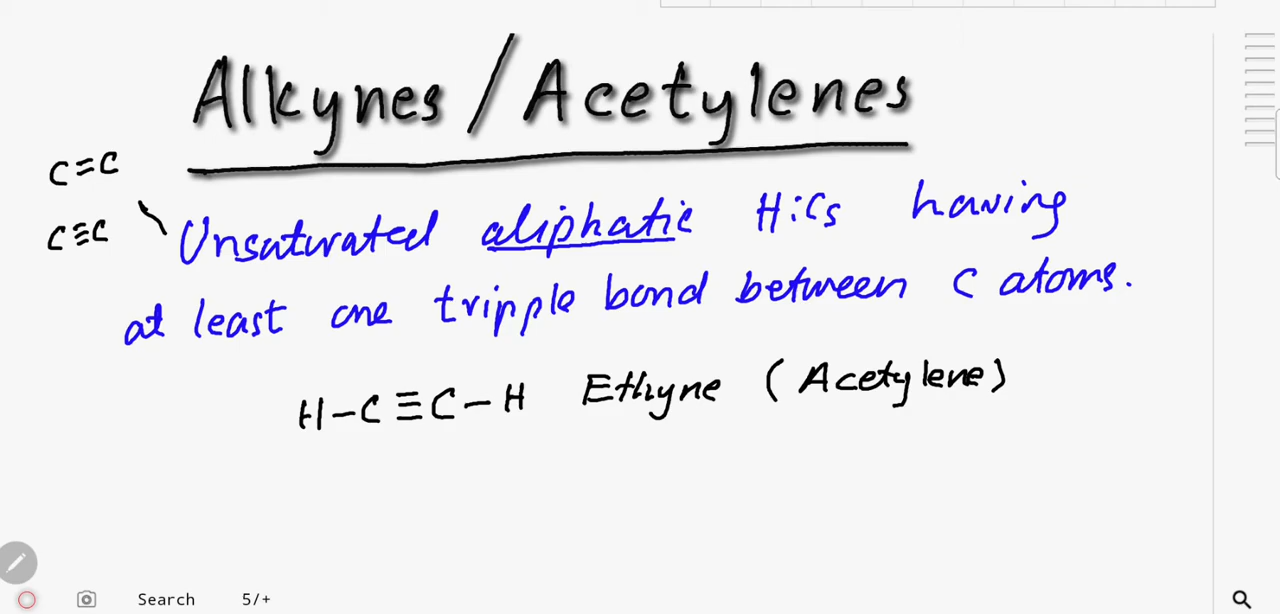 Alkynes / Acetylenes
C=C
C≡C
Unsaturated aliphatic H.Cs having
at least one tripple bond between C atoms.
H-C≡C-H Ethyne (Acetylene)
Search 5/+